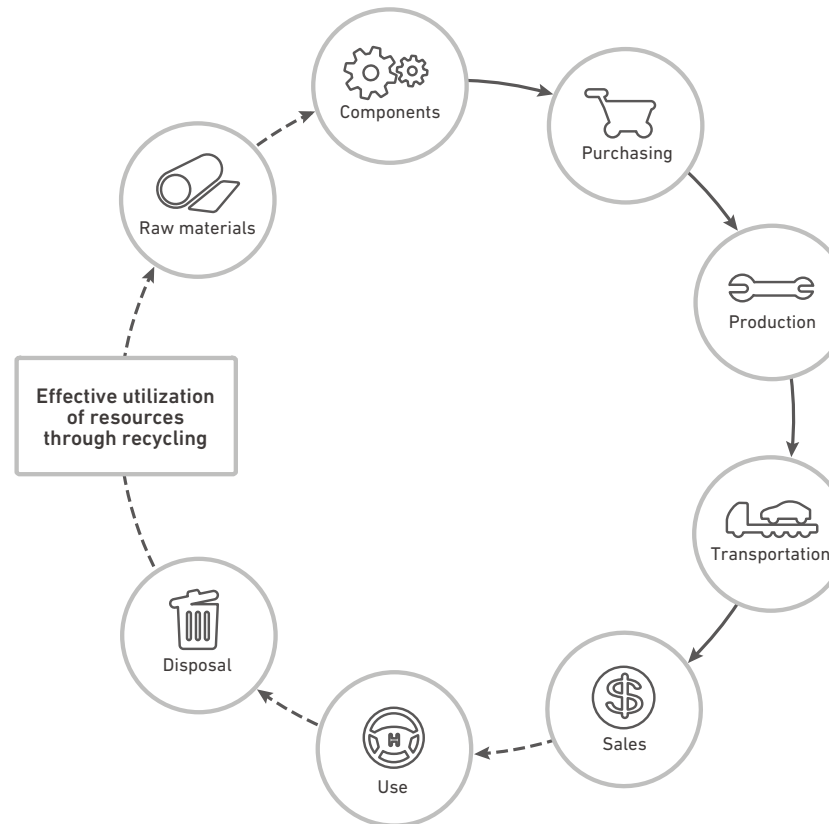 Components
Purchasing
Raw materials
Production
Effective utilization
of resources
through recycling
Transportation
Disposal
Sales
H
Use
$